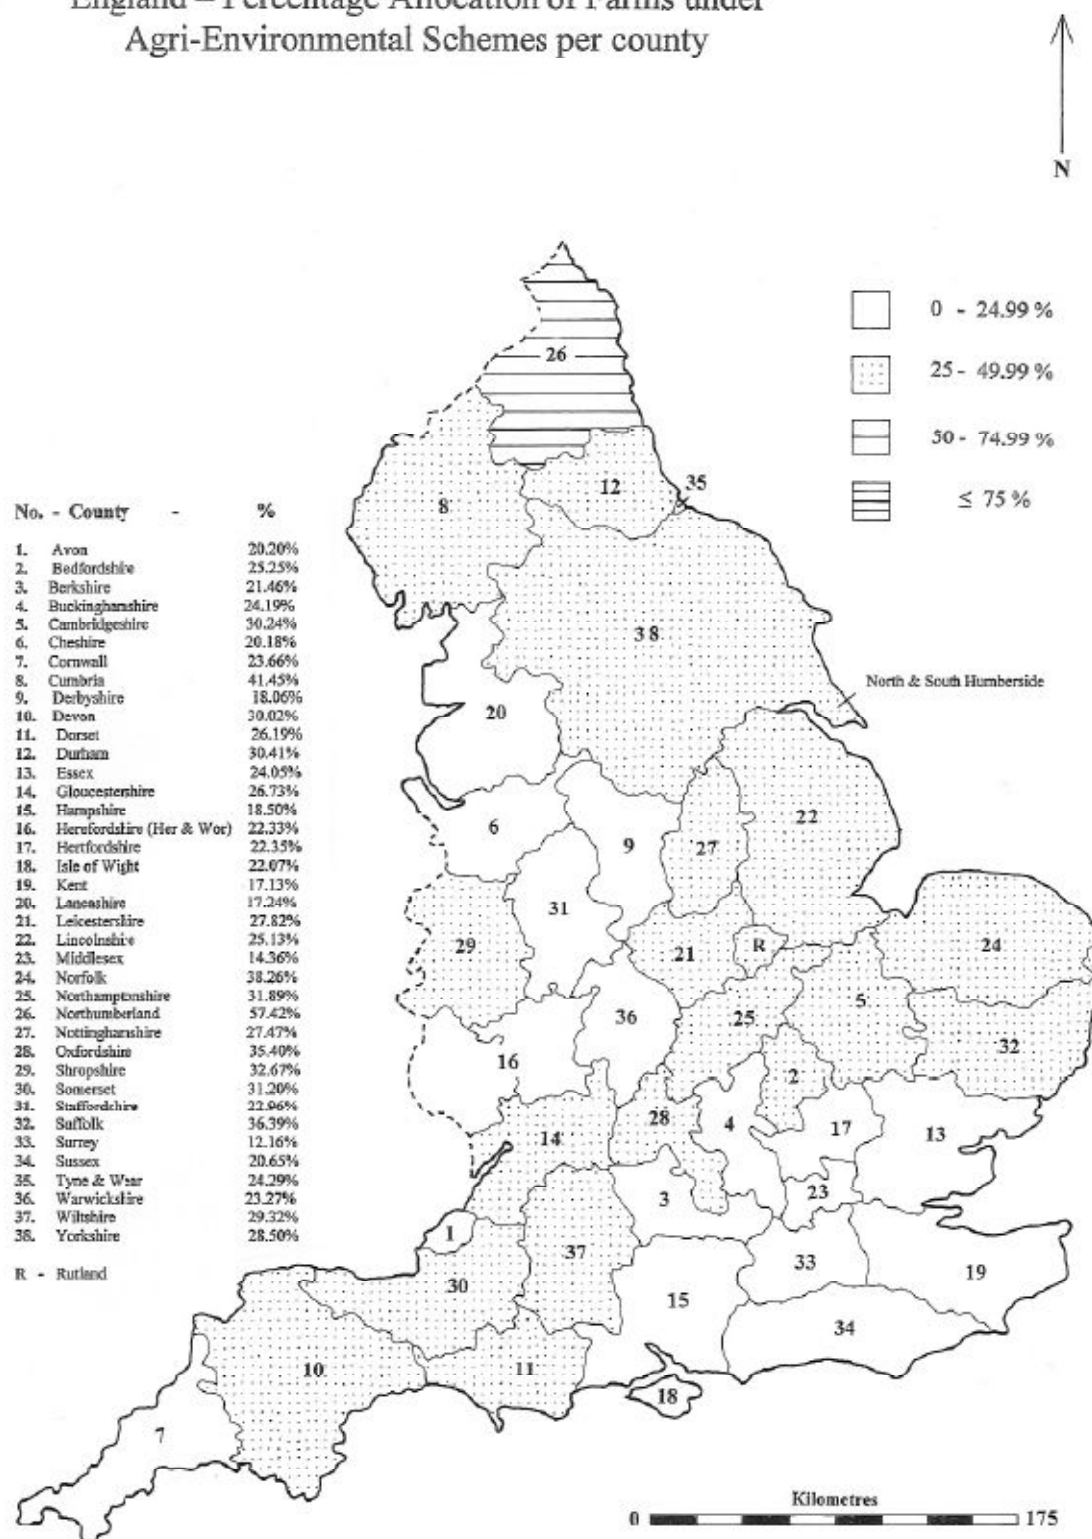 England – Percentage Allocation of Farms under
Agri-Environmental Schemes per county
N
0 - 24.99 %
25 - 49.99 %
50 - 74.99 %
≤ 75 %
No. - County - %
1. Avon 20.20%
2. Bedfordshire 25.25%
3. Berkshire 21.46%
4. Buckinghamshire 24.19%
5. Cambridgeshire 30.24%
6. Cheshire 20.18%
7. Cornwall 23.66%
8. Cumbria 41.45%
9. Derbyshire 18.06%
10. Devon 30.02%
11. Dorset 26.19%
12. Durham 30.41%
13. Essex 24.05%
14. Gloucestershire 26.73%
15. Hampshire 18.50%
16. Herefordshire (Her & Wor) 22.33%
17. Hertfordshire 22.35%
18. Isle of Wight 22.07%
19. Kent 17.13%
20. Lancashire 17.24%
21. Leicestershire 27.82%
22. Lincolnshire 25.13%
23. Middlesex 14.36%
24. Norfolk 38.26%
25. Northamptonshire 31.89%
26. Northumberland 57.42%
27. Nottinghamshire 27.47%
28. Oxfordshire 35.40%
29. Shropshire 32.67%
30. Somerset 31.20%
31. Staffordshire 22.96%
32. Suffolk 36.39%
33. Surrey 12.16%
34. Sussex 20.65%
35. Tyne & Wear 24.29%
36. Warwickshire 23.27%
37. Wiltshire 29.32%
38. Yorkshire 28.50%
R - Rutland
26
35
12
8
38
North & South Humberside
20
22
6
9
27
31
24
29
21
R
5
36
25
32
16
2
28
4
17
13
14
23
3
1
37
33
19
30
15
34
10
11
18
7
Kilometres
0 175